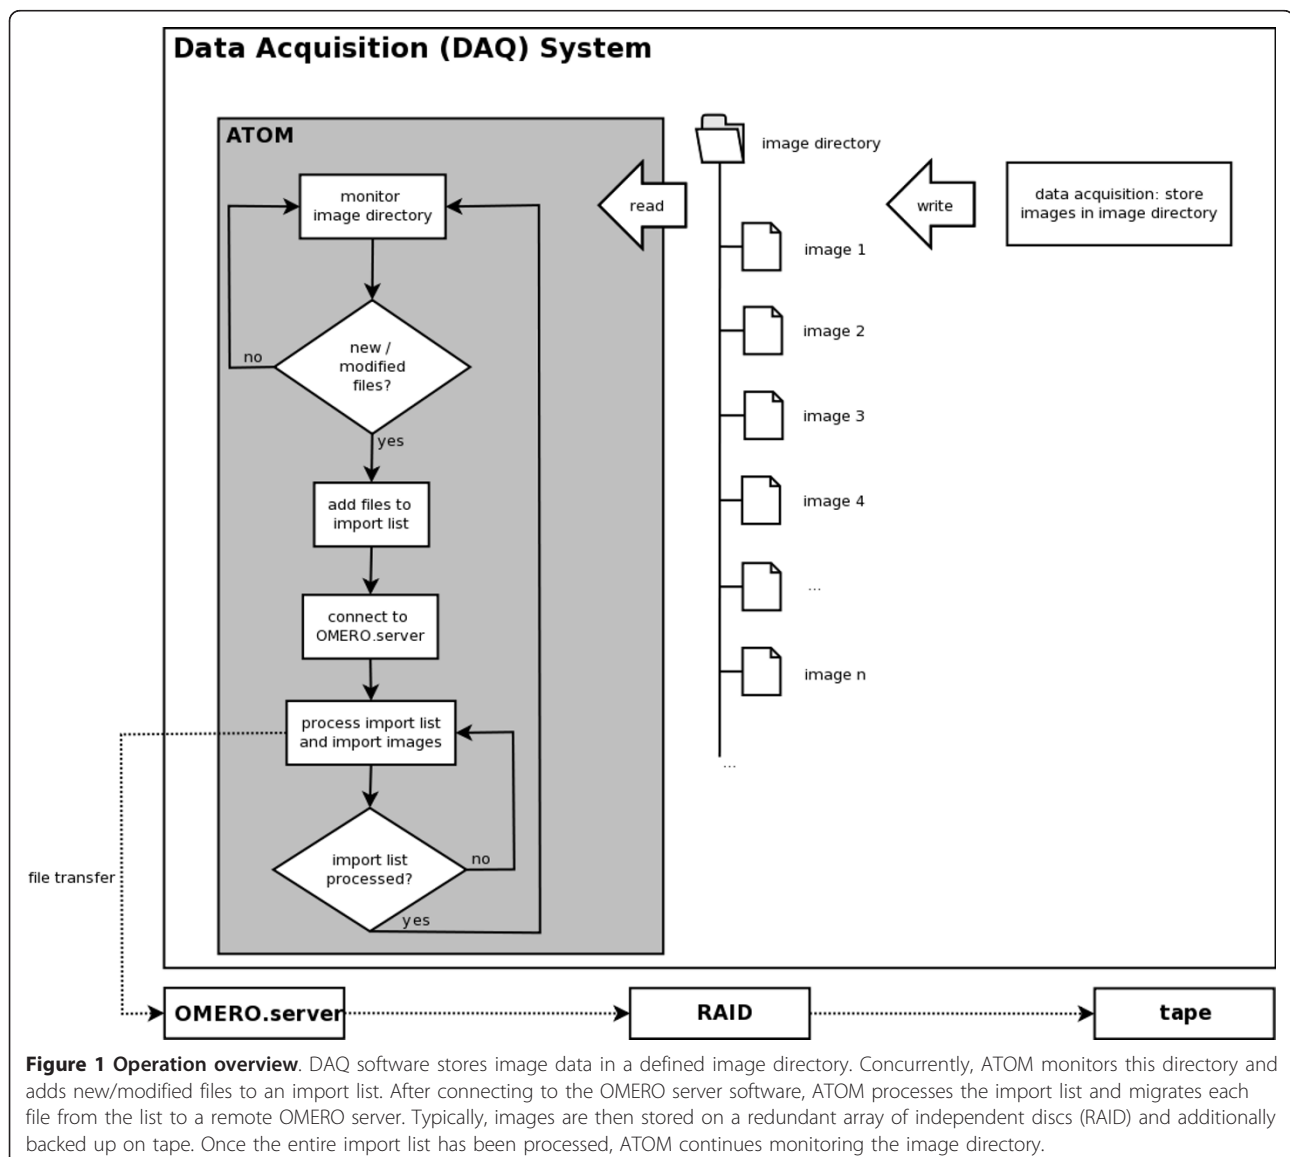 Data Acquisition (DAQ) System
ATOM
monitor
image directory
new /
modified
files?
no
yes
add files to
import list
connect to
OMERO.server
process import list
and import images
import list
processed?
no
yes
read
image directory
image 1
image 2
image 3
image 4
...
image n
...
write
data acquisition: store
images in image directory
file transfer
OMERO.server
RAID
tape
Figure 1 Operation overview. DAQ software stores image data in a defined image directory. Concurrently, ATOM monitors this directory and
adds new/modified files to an import list. After connecting to the OMERO server software, ATOM processes the import list and migrates each
file from the list to a remote OMERO server. Typically, images are then stored on a redundant array of independent discs (RAID) and additionally
backed up on tape. Once the entire import list has been processed, ATOM continues monitoring the image directory.